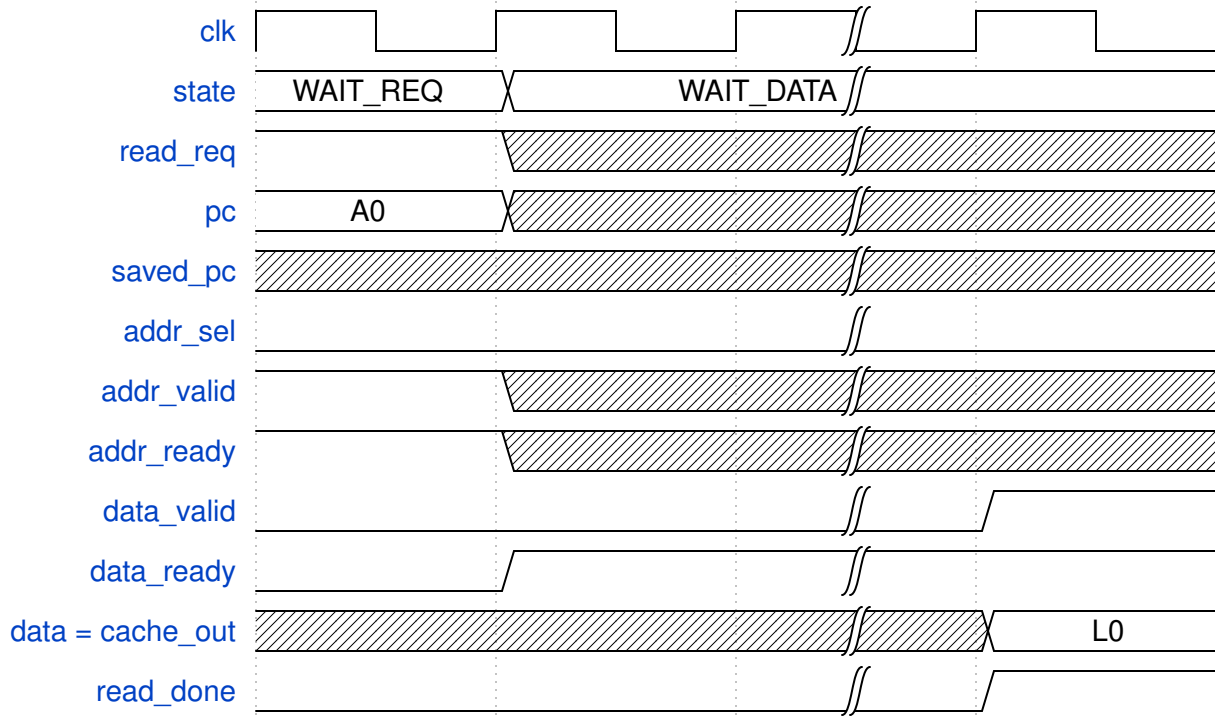 clk
state WAIT_REQ WAIT_DATA
read_req
pc A0
saved_pc
addr_sel
addr_valid
addr_ready
data_valid
data_ready
data = cache_out L0
read_done